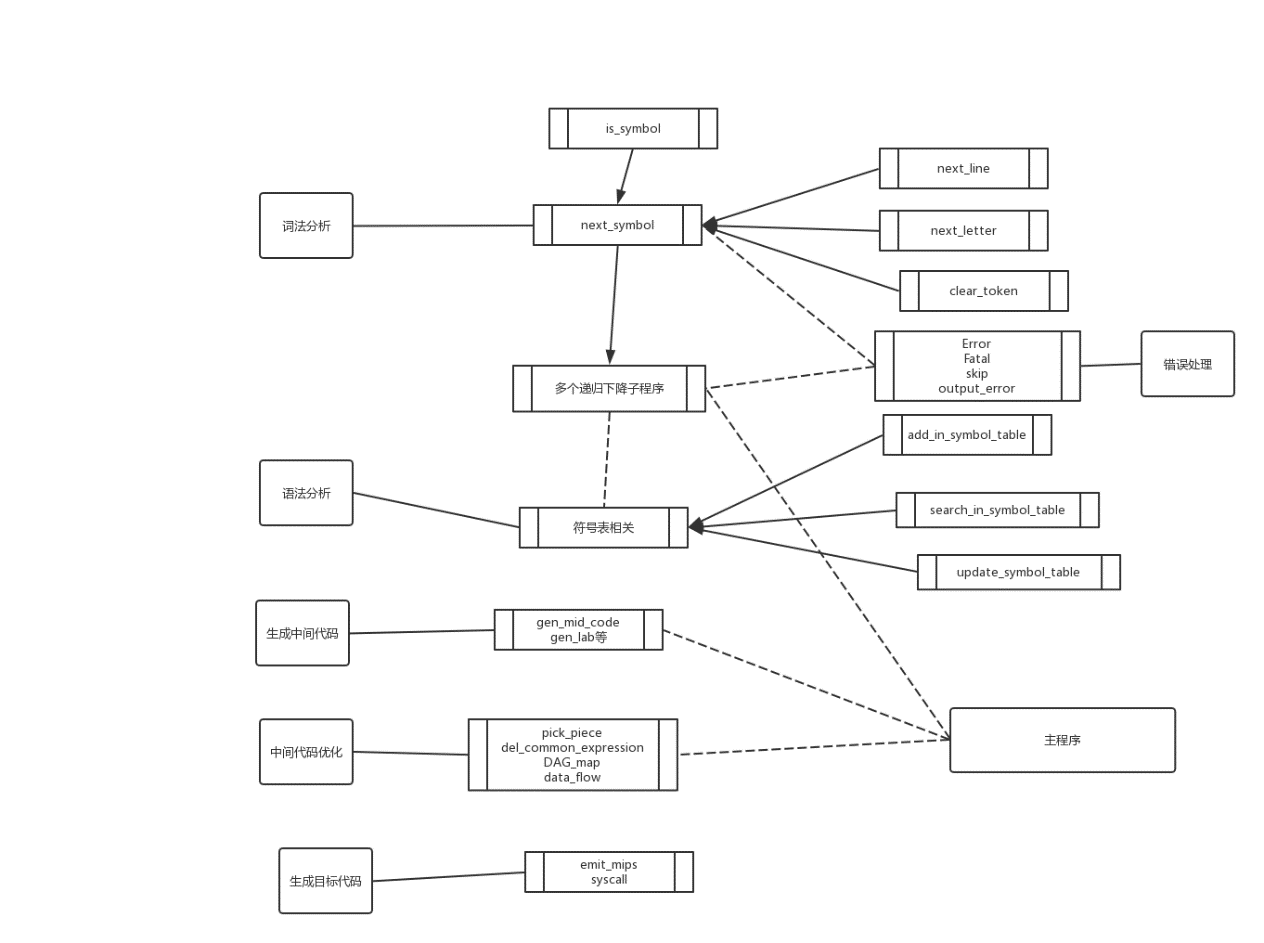 is_symbol
next_line
词法分析
next_symbol
next_letter
clear_token
Error
Fatal
skip
output_error
错误处理
多个递归下降子程序
add_in_symbol_table
语法分析
search_in_symbol_table
符号表相关
update_symbol_table
生成中间代码
gen_mid_code
gen_lab等
中间代码优化
pick_piece
del_common_expression
DAG_map
data_flow
主程序
生成目标代码
emit_mips
syscall